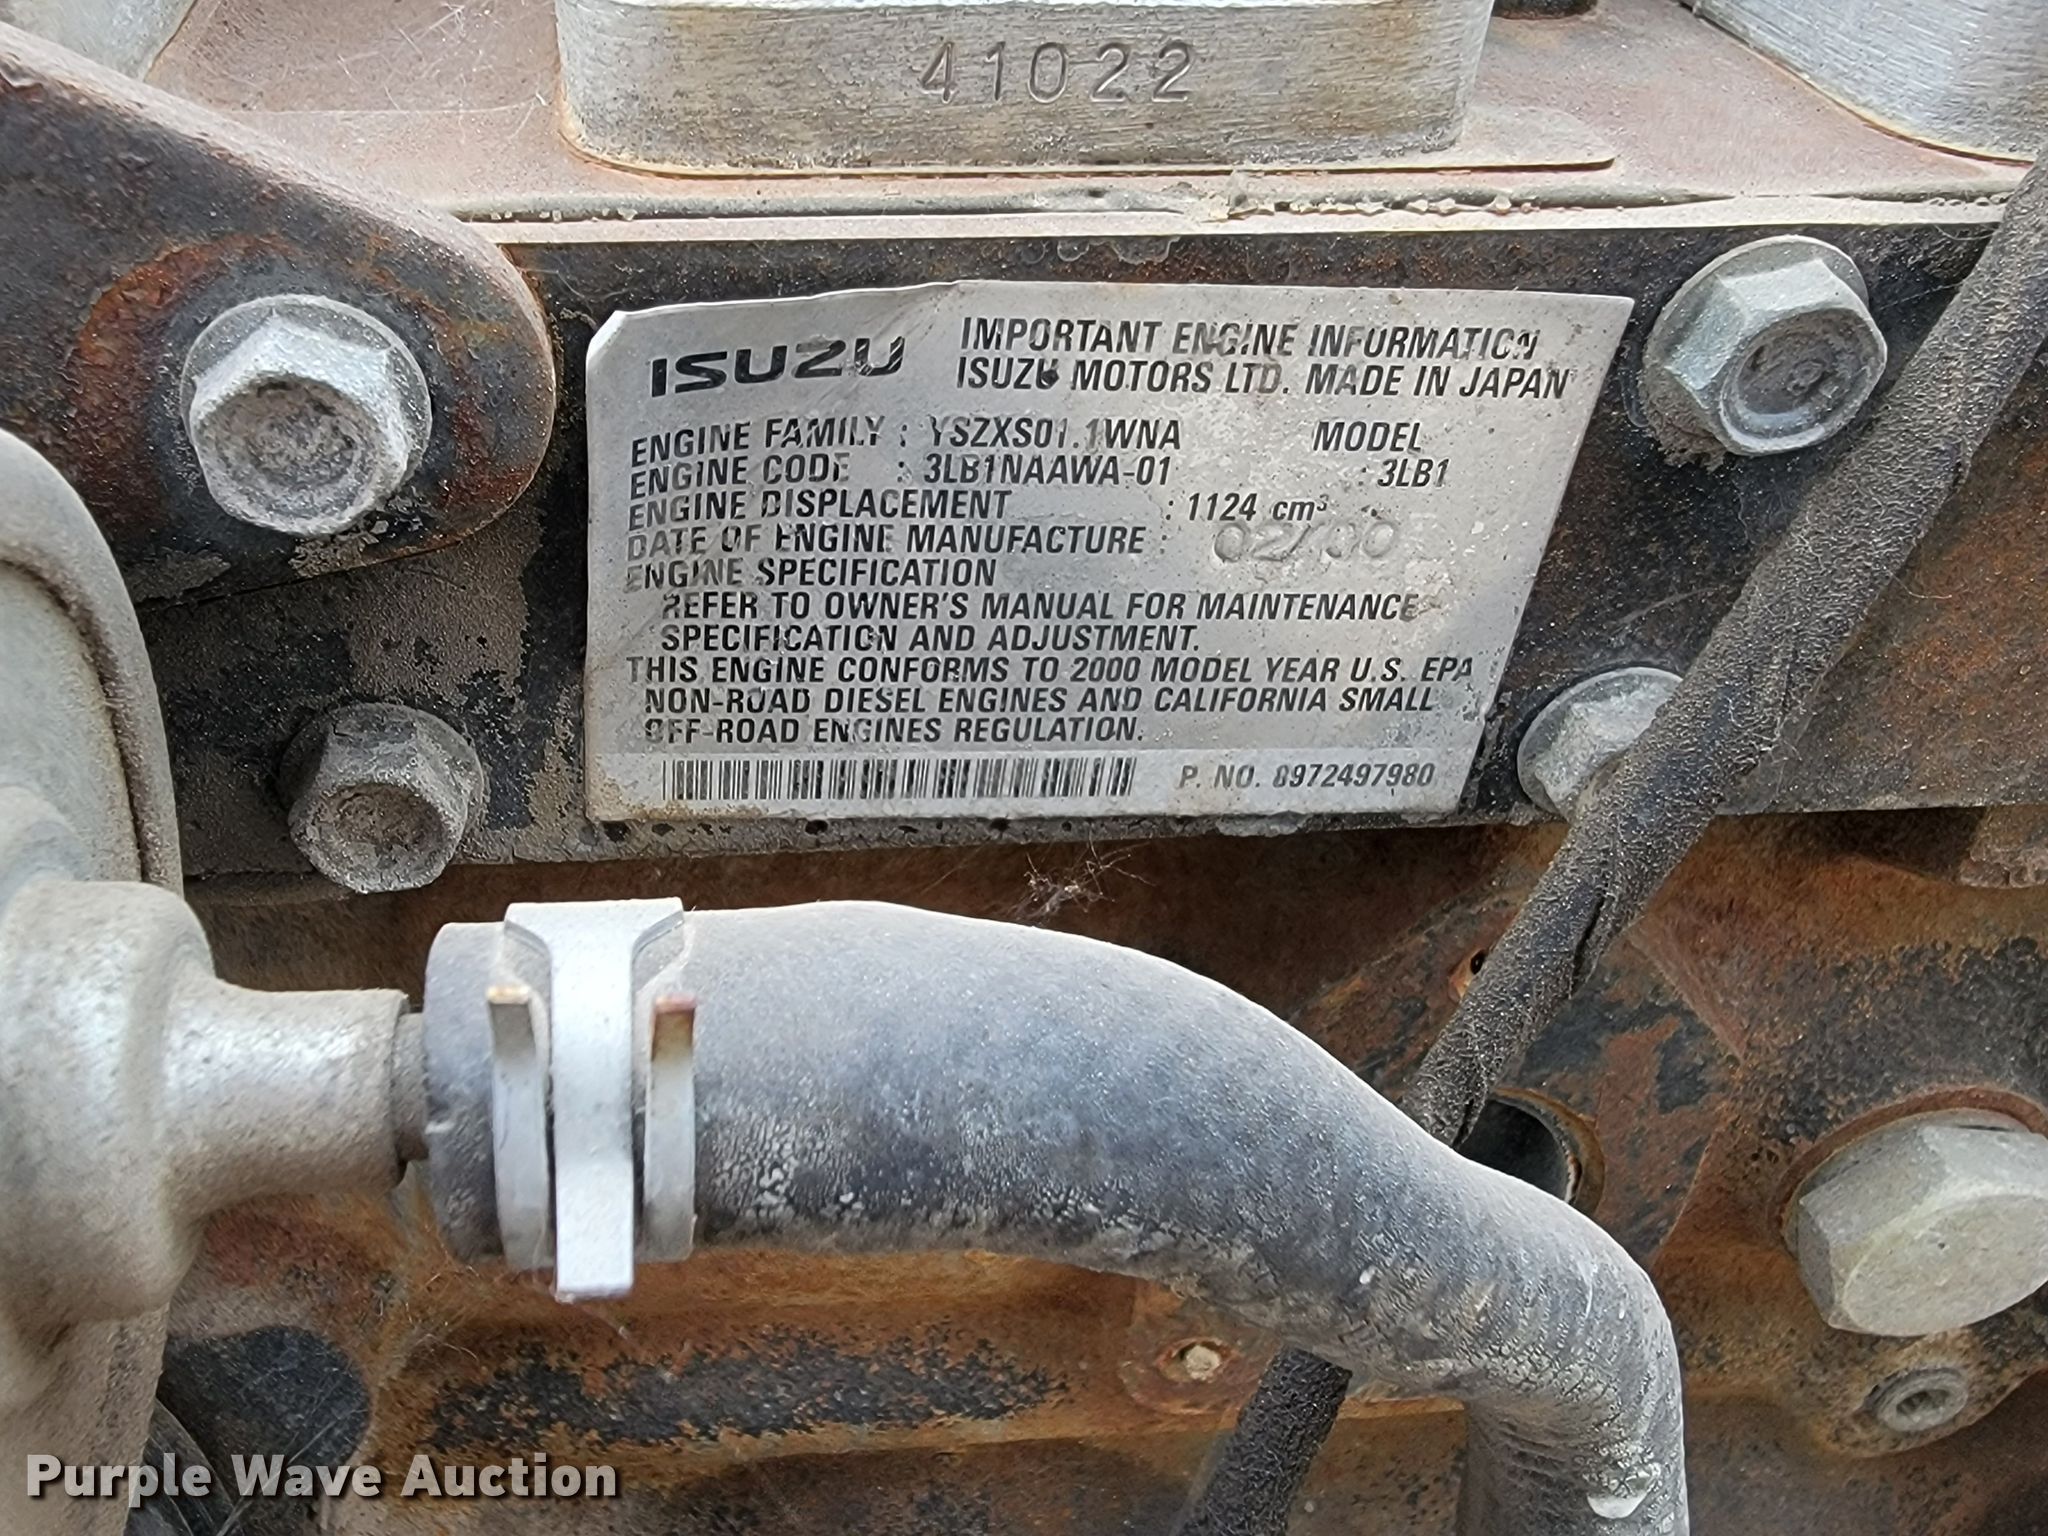 41022
ISUZU
IMPORTANT ENGINE INFORMATION
ISUZU MOTORS LTD. MADE IN JAPAN
ENGINE FAMILY : YSZXS01.1WNA MODEL
ENGINE CODE : 3LB1NAAWA-01 : 3LB1
ENGINE DISPLACEMENT : 1124 cm³
DATE OF ENGINE MANUFACTURE : 02/00
ENGINE SPECIFICATION
REFER TO OWNER'S MANUAL FOR MAINTENANCE
SPECIFICATION AND ADJUSTMENT.
THIS ENGINE CONFORMS TO 2000 MODEL YEAR U.S. EPA
NON-ROAD DIESEL ENGINES AND CALIFORNIA SMALL
OFF-ROAD ENGINES REGULATION.
P. NO. 8972497980
Purple Wave Auction